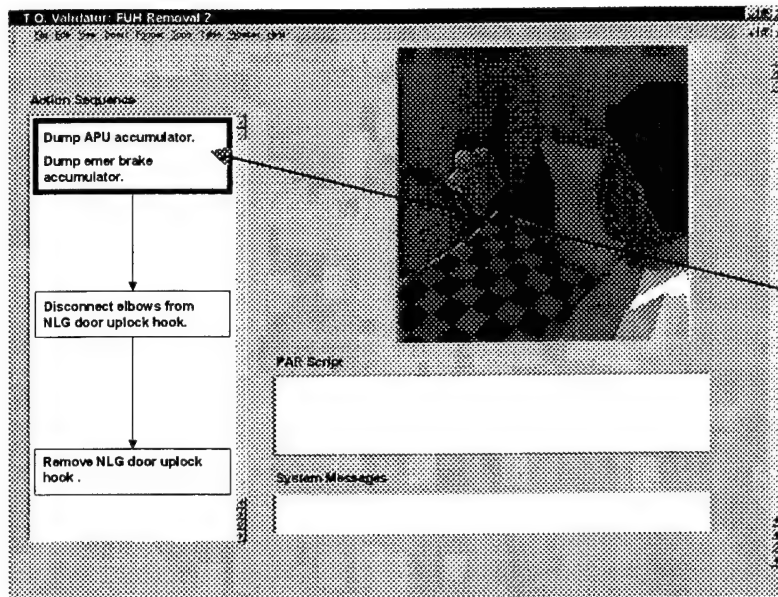 T.O. Validator: FUH Removal 2
Action Sequence
Dump APU accumulator.
Dump emer brake
accumulator.
Disconnect elbows from
NLG door uplock hook.
Remove NLG door uplock
hook .
PAR Script
System Messages